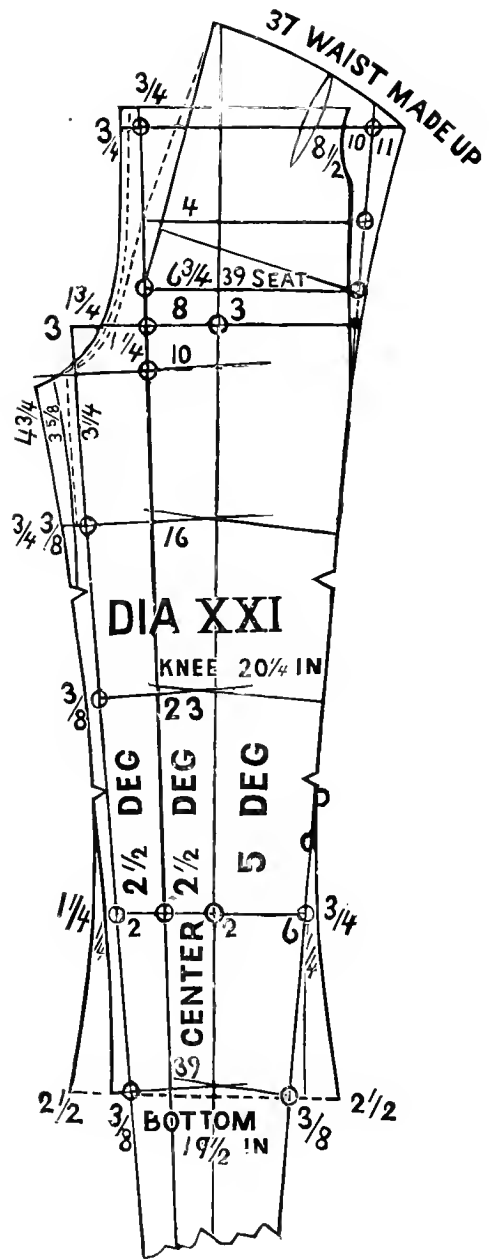 37 WAIST MADE UP
3/4
3/4
8 1/2
10 11
4
6 3/4 39 SEAT
1 3/4
3
8 3
1/4
10
4 3/4
3 5/8
3 1/4
3/4 3/8
16
DIA XXI
KNEE 20 1/4 IN
3/8
23
2 1/2 DEG
2 1/2 DEG
5 DEG
1 1/4
1/4
2
2
6
3/4
1/4
CENTER
39
2 1/2
3/8
BOTTOM
19 1/2 IN
3/8
2 1/2